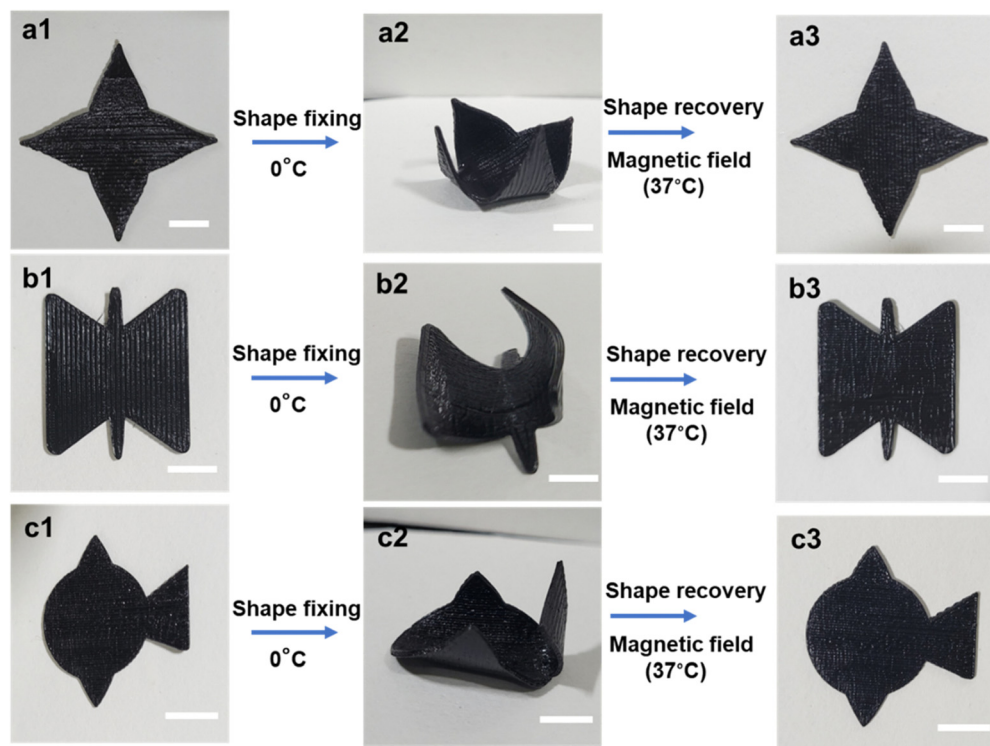 a1
Shape fixing
0°C
a2
Shape recovery
Magnetic field
(37°C)
a3
b1
Shape fixing
0°C
b2
Shape recovery
Magnetic field
(37°C)
b3
c1
Shape fixing
0°C
c2
Shape recovery
Magnetic field
(37°C)
c3